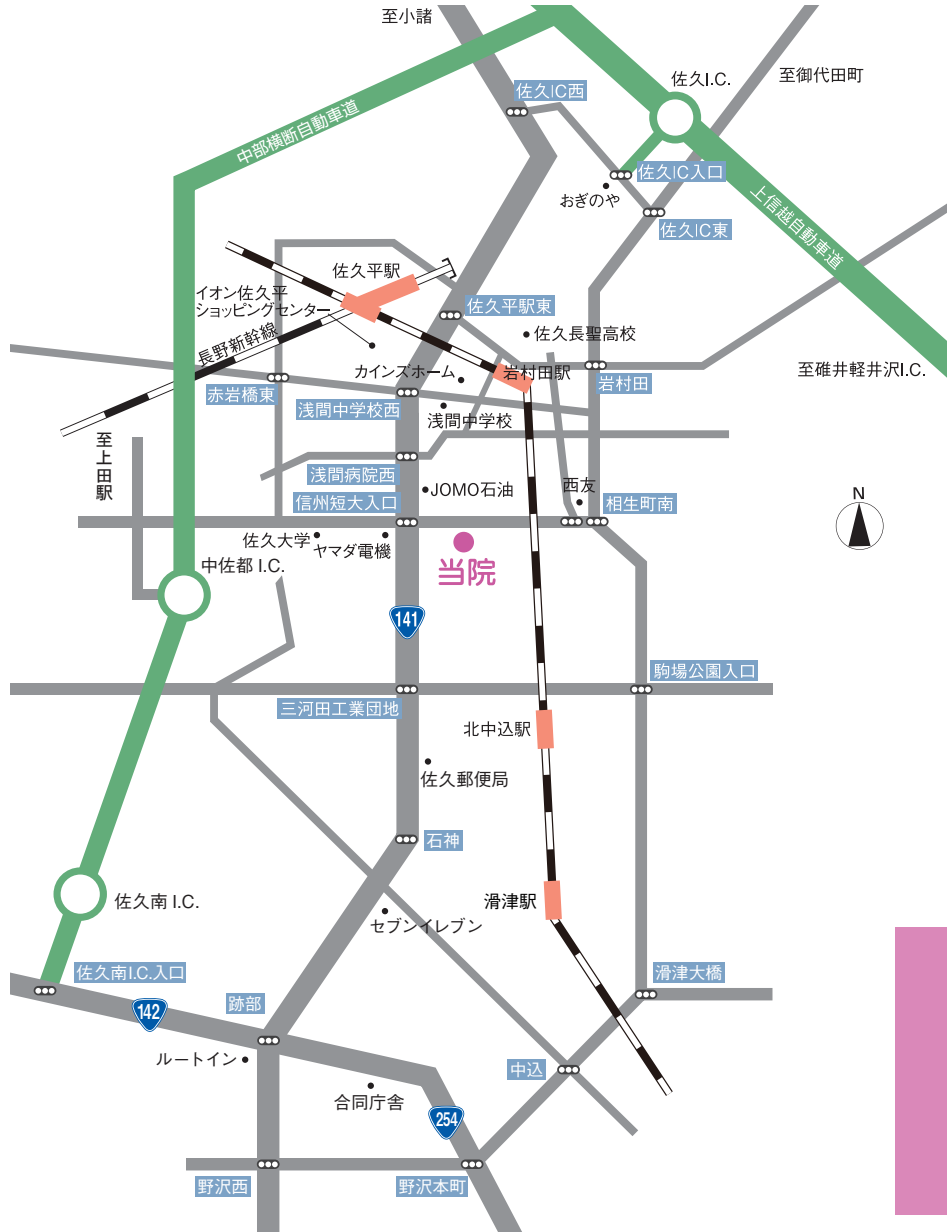 至小諸
佐久I.C.
至御代田町
佐久IC西
中部横断自動車道
佐久IC入口
おぎのや
佐久IC東
上信越自動車道
佐久平駅
イオン佐久平
ショッピングセンター
佐久平駅東
長野新幹線
佐久長聖高校
カインズホーム
岩村田駅
岩村田
至碓井軽井沢I.C.
赤岩橋東
浅間中学校西
浅間中学校
至上田駅
浅間病院西
信州短大入口
JOMO石油
西友
相生町南
N
佐久大学
ヤマダ電機
当院
中佐都 I.C.
141
駒場公園入口
三河田工業団地
北中込駅
佐久郵便局
石神
佐久南 I.C.
セブンイレブン
滑津駅
佐久南I.C.入口
滑津大橋
142
跡部
ルートイン
中込
合同庁舎
254
野沢西
野沢本町